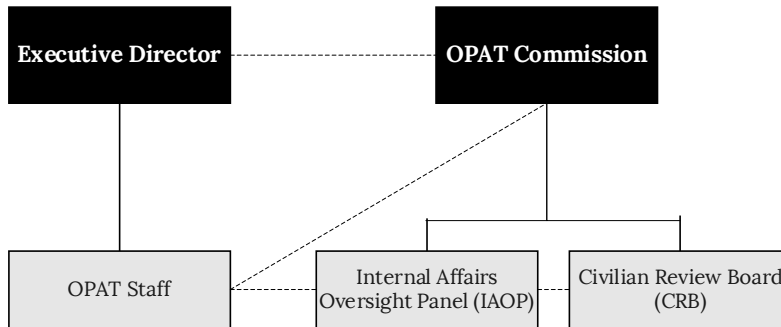 Executive Director
OPAT Commission
OPAT Staff
Internal Affairs
Oversight Panel (IAOP)
Civilian Review Board
(CRB)